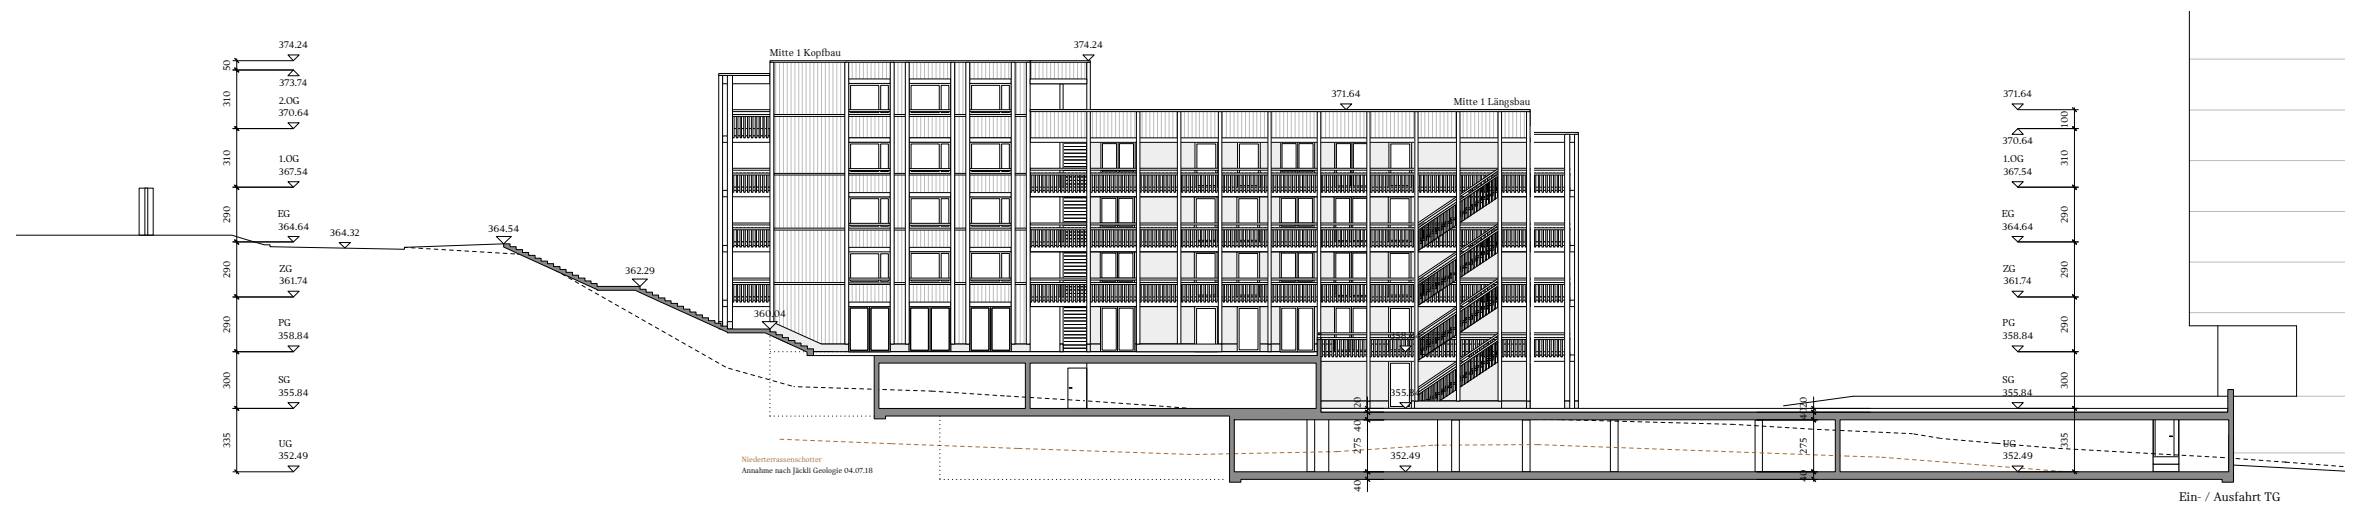 374.24
50
373.74
310
2.OG
370.64
310
1.OG
367.54
290
EG
364.64
290
ZG
361.74
290
PG
358.84
300
SG
355.84
335
UG
352.49
364.32
364.54
362.29
360.04
Mitte 1 Kopfbau
374.24
371.64
Mitte 1 Längsbau
355.84
20
40
275
352.49
40
Niederterrassenschotter
Annahme nach Jäckli Geologie 04.07.18
20
275
40
371.64
100
370.64
310
1.OG
367.54
290
EG
364.64
290
ZG
361.74
290
PG
358.84
300
SG
355.84
335
UG
352.49
Ein- / Ausfahrt TG